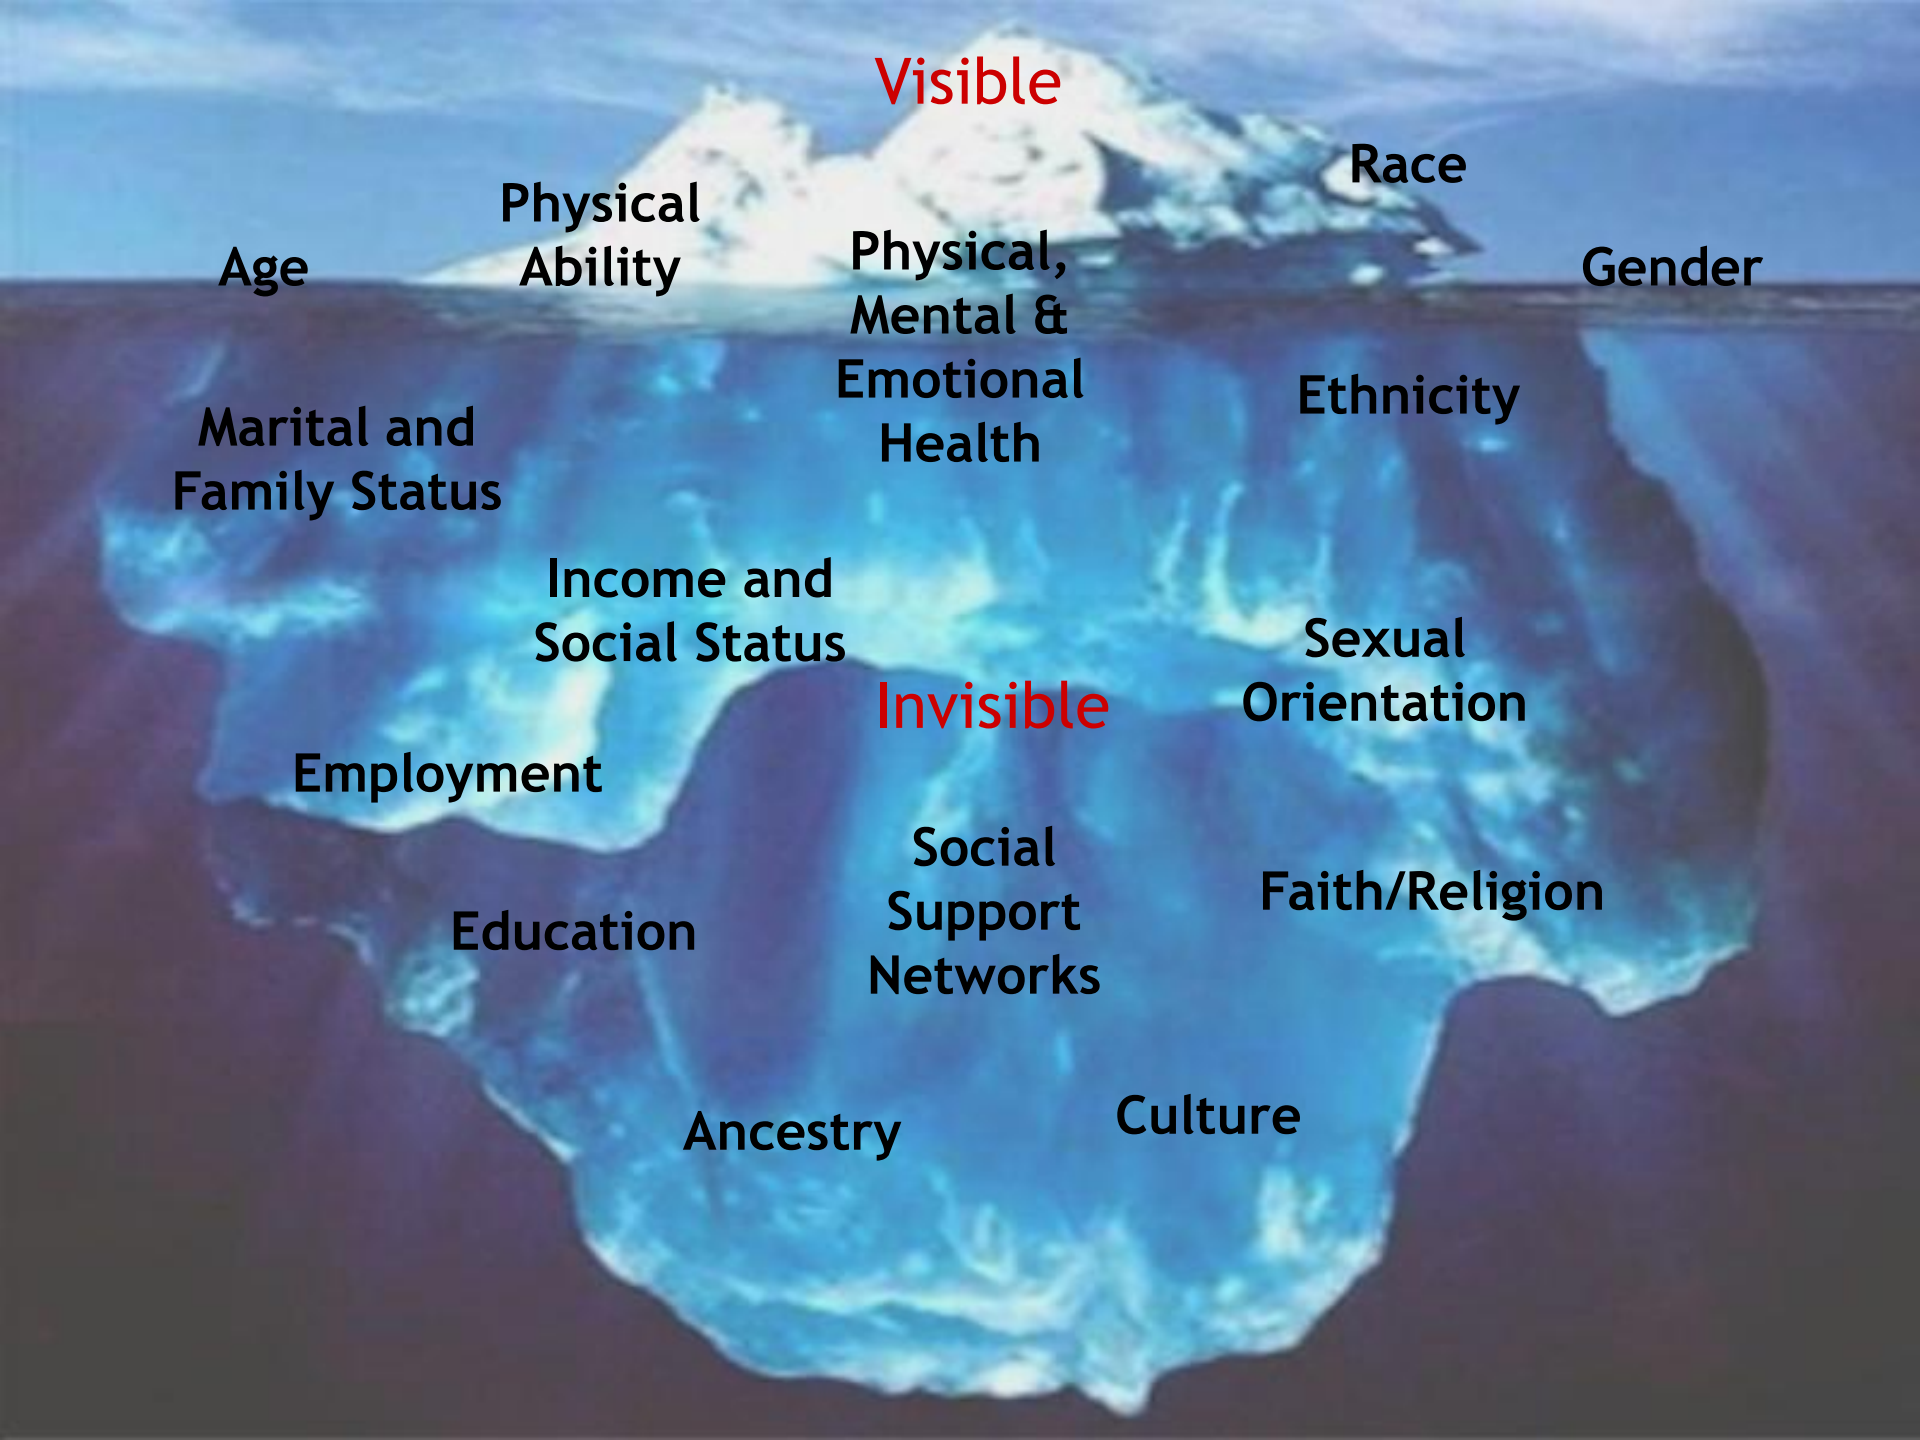 Visible
Race
Physical
Ability
Age
Physical,
Mental &
Emotional
Health
Gender
Ethnicity
Marital and
Family Status
Income and
Social Status
Sexual
Orientation
Invisible
Employment
Social
Support
Networks
Faith/Religion
Education
Ancestry
Culture